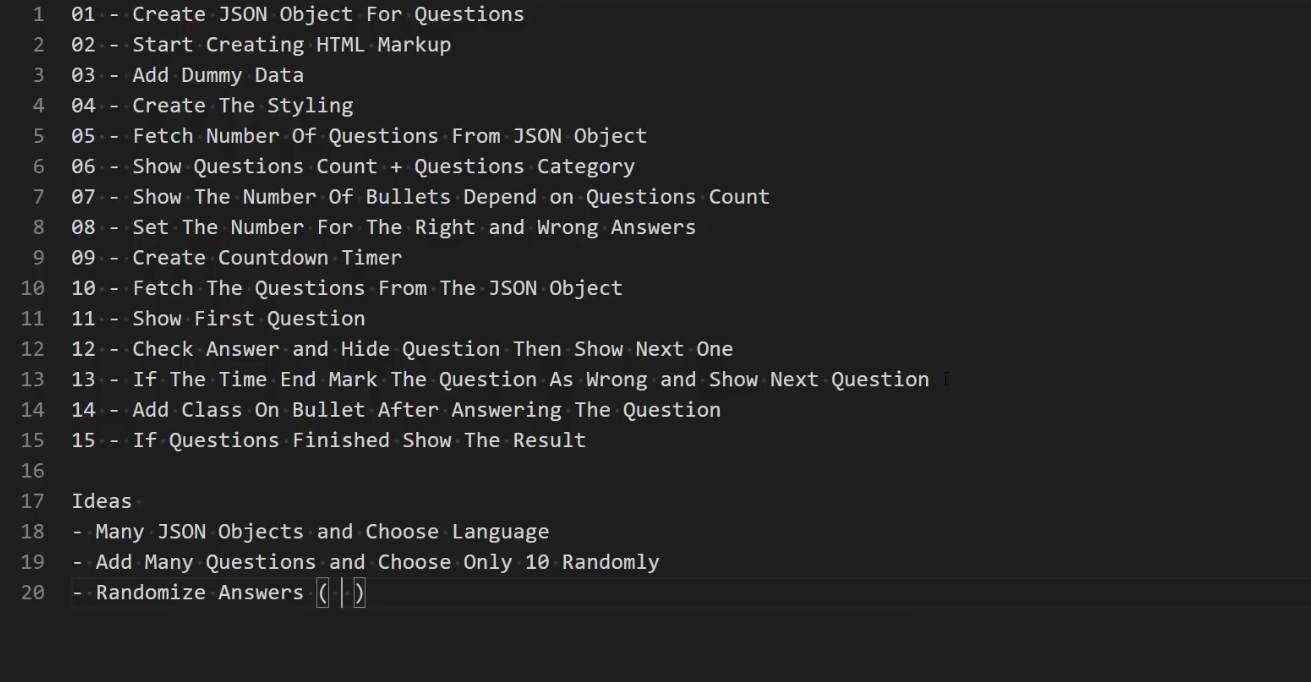 1 01 - Create JSON Object For Questions
2 02 - Start Creating HTML Markup
3 03 - Add Dummy Data
4 04 - Create The Styling
5 05 - Fetch Number Of Questions From JSON Object
6 06 - Show Questions Count + Questions Category
7 07 - Show The Number Of Bullets Depend on Questions Count
8 08 - Set The Number For The Right and Wrong Answers
9 09 - Create Countdown Timer
10 10 - Fetch The Questions From The JSON Object
11 11 - Show First Question
12 12 - Check Answer and Hide Question Then Show Next One
13 13 - If The Time End Mark The Question As Wrong and Show Next Question
14 14 - Add Class On Bullet After Answering The Question
15 15 - If Questions Finished Show The Result
16
17 Ideas
18 - Many JSON Objects and Choose Language
19 - Add Many Questions and Choose Only 10 Randomly
20 - Randomize Answers ( )